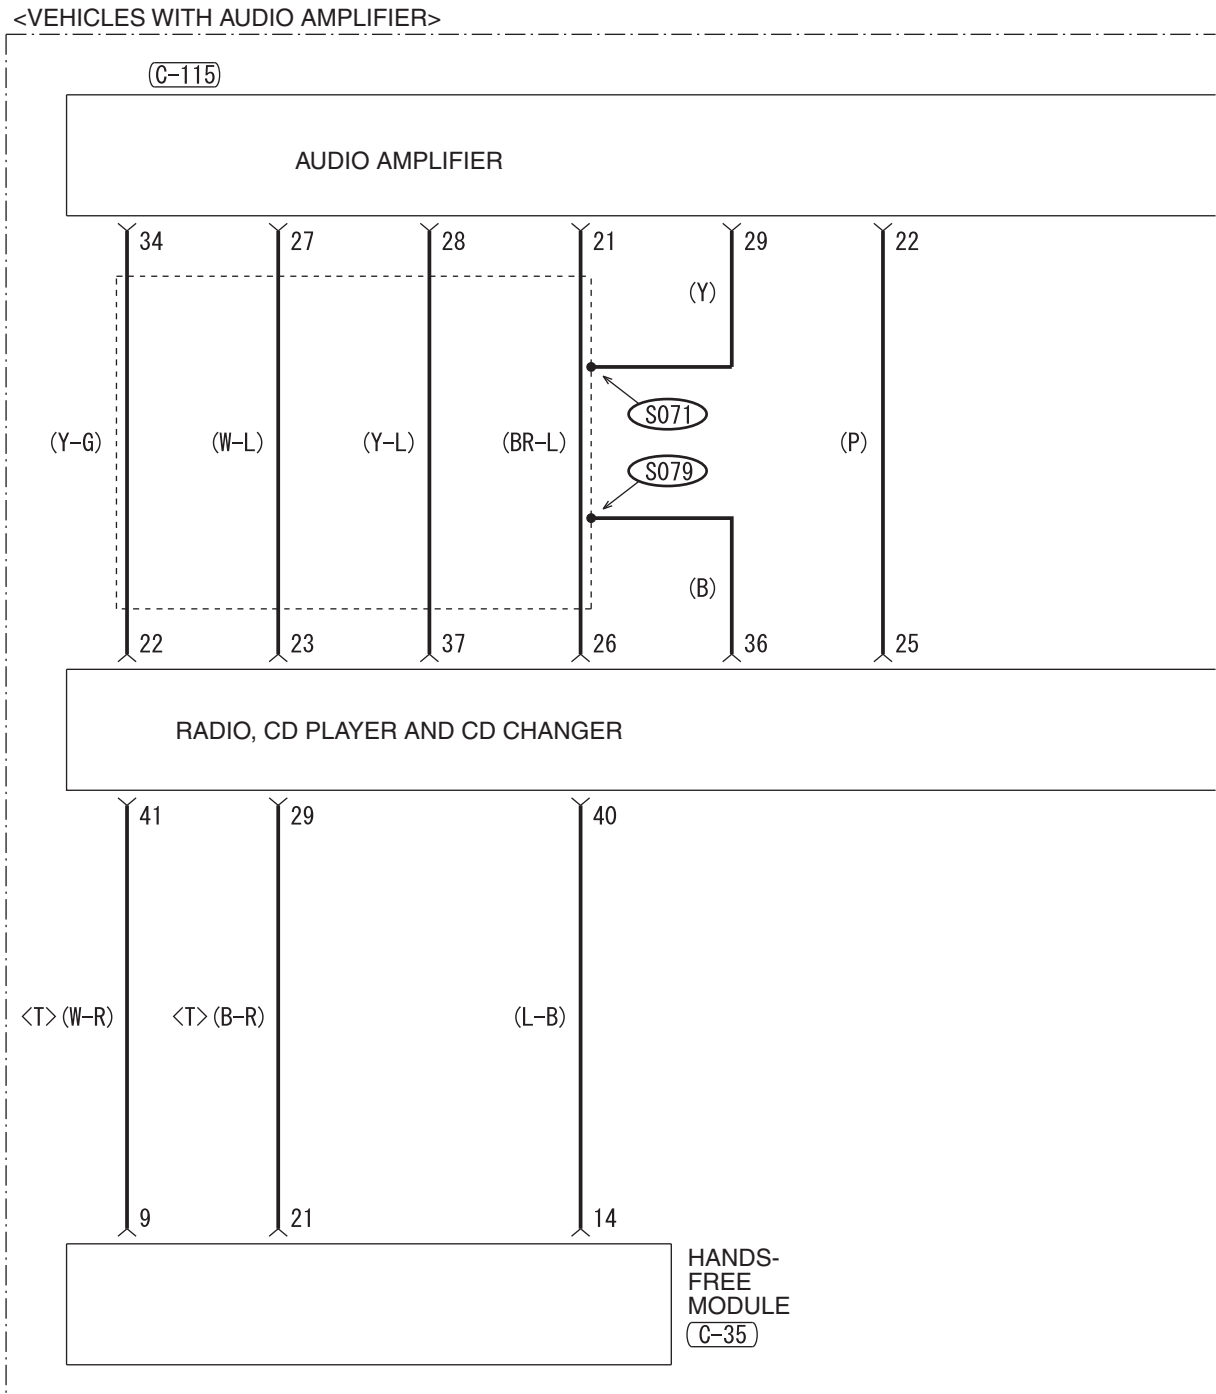 <VEHICLES WITH AUDIO AMPLIFIER>
C-115
AUDIO AMPLIFIER
34 27 28 21 29 22
(Y)
S071
(Y-G) (W-L) (Y-L) (BR-L) (P)
S079
(B)
22 23 37 26 36 25
RADIO, CD PLAYER AND CD CHANGER
41 29 40
<T>(W-R) <T>(B-R) (L-B)
9 21 14
HANDS-
FREE
MODULE
C-35